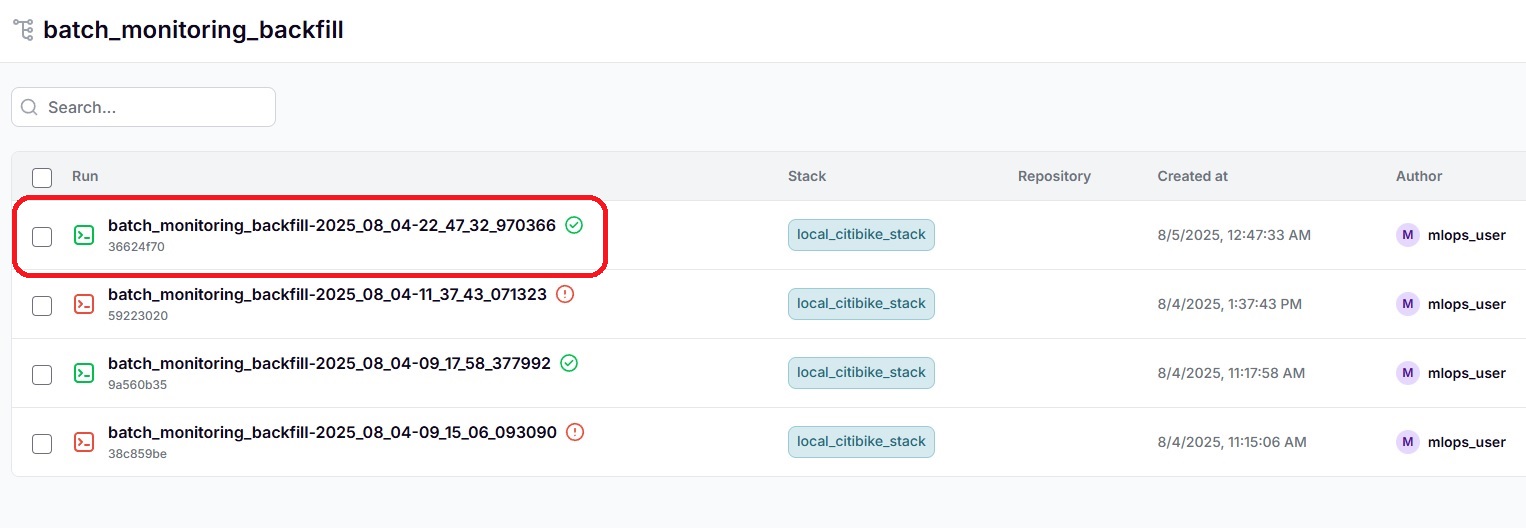 batch_monitoring_backfill
Search...
Run Stack Repository Created at Author
batch_monitoring_backfill-2025_08_04-22_47_32_970366 local_citibike_stack 8/5/2025, 12:47:33 AM M mlops_user
36624f70
batch_monitoring_backfill-2025_08_04-11_37_43_071323 local_citibike_stack 8/4/2025, 1:37:43 PM M mlops_user
59223020
batch_monitoring_backfill-2025_08_04-09_17_58_377992 local_citibike_stack 8/4/2025, 11:17:58 AM M mlops_user
9a560b35
batch_monitoring_backfill-2025_08_04-09_15_06_093090 local_citibike_stack 8/4/2025, 11:15:06 AM M mlops_user
38c859be